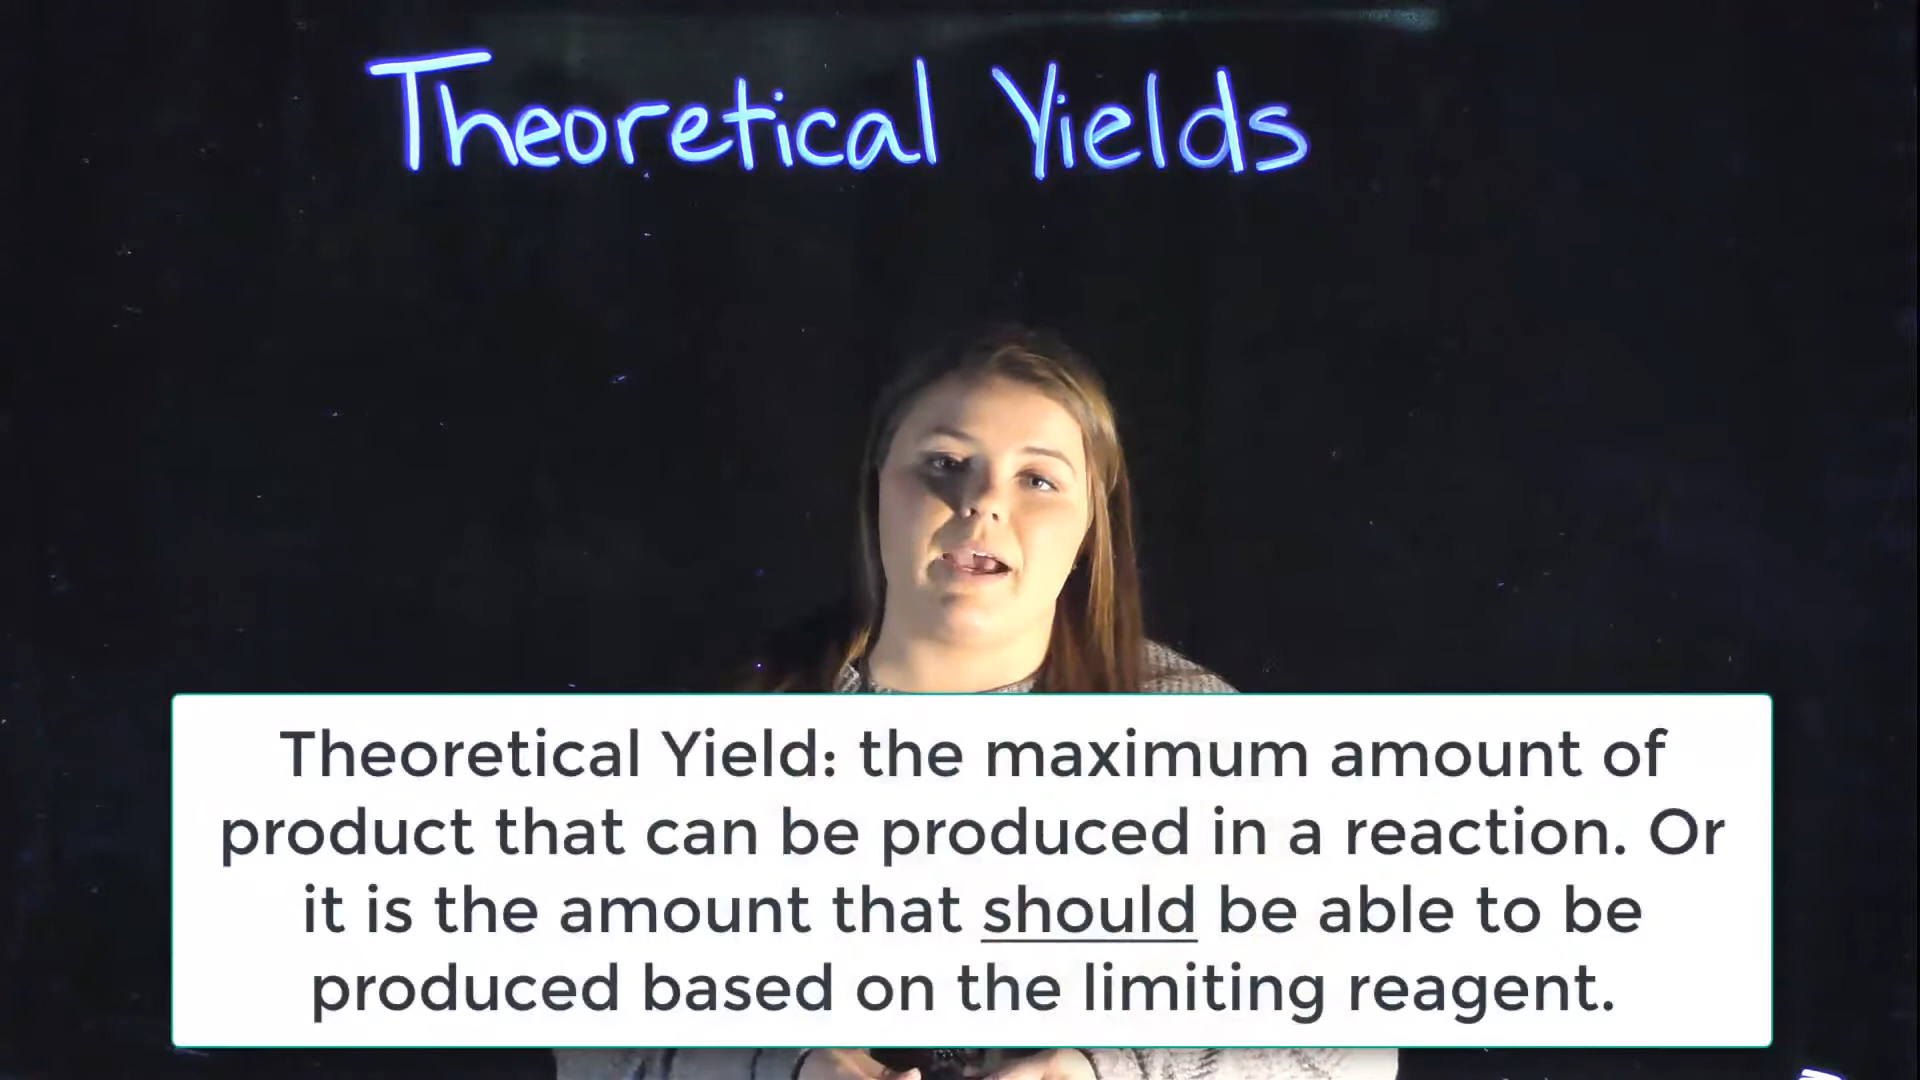 Theoretical Yields
Theoretical Yield: the maximum amount of
product that can be produced in a reaction. Or
it is the amount that should be able to be
produced based on the limiting reagent.